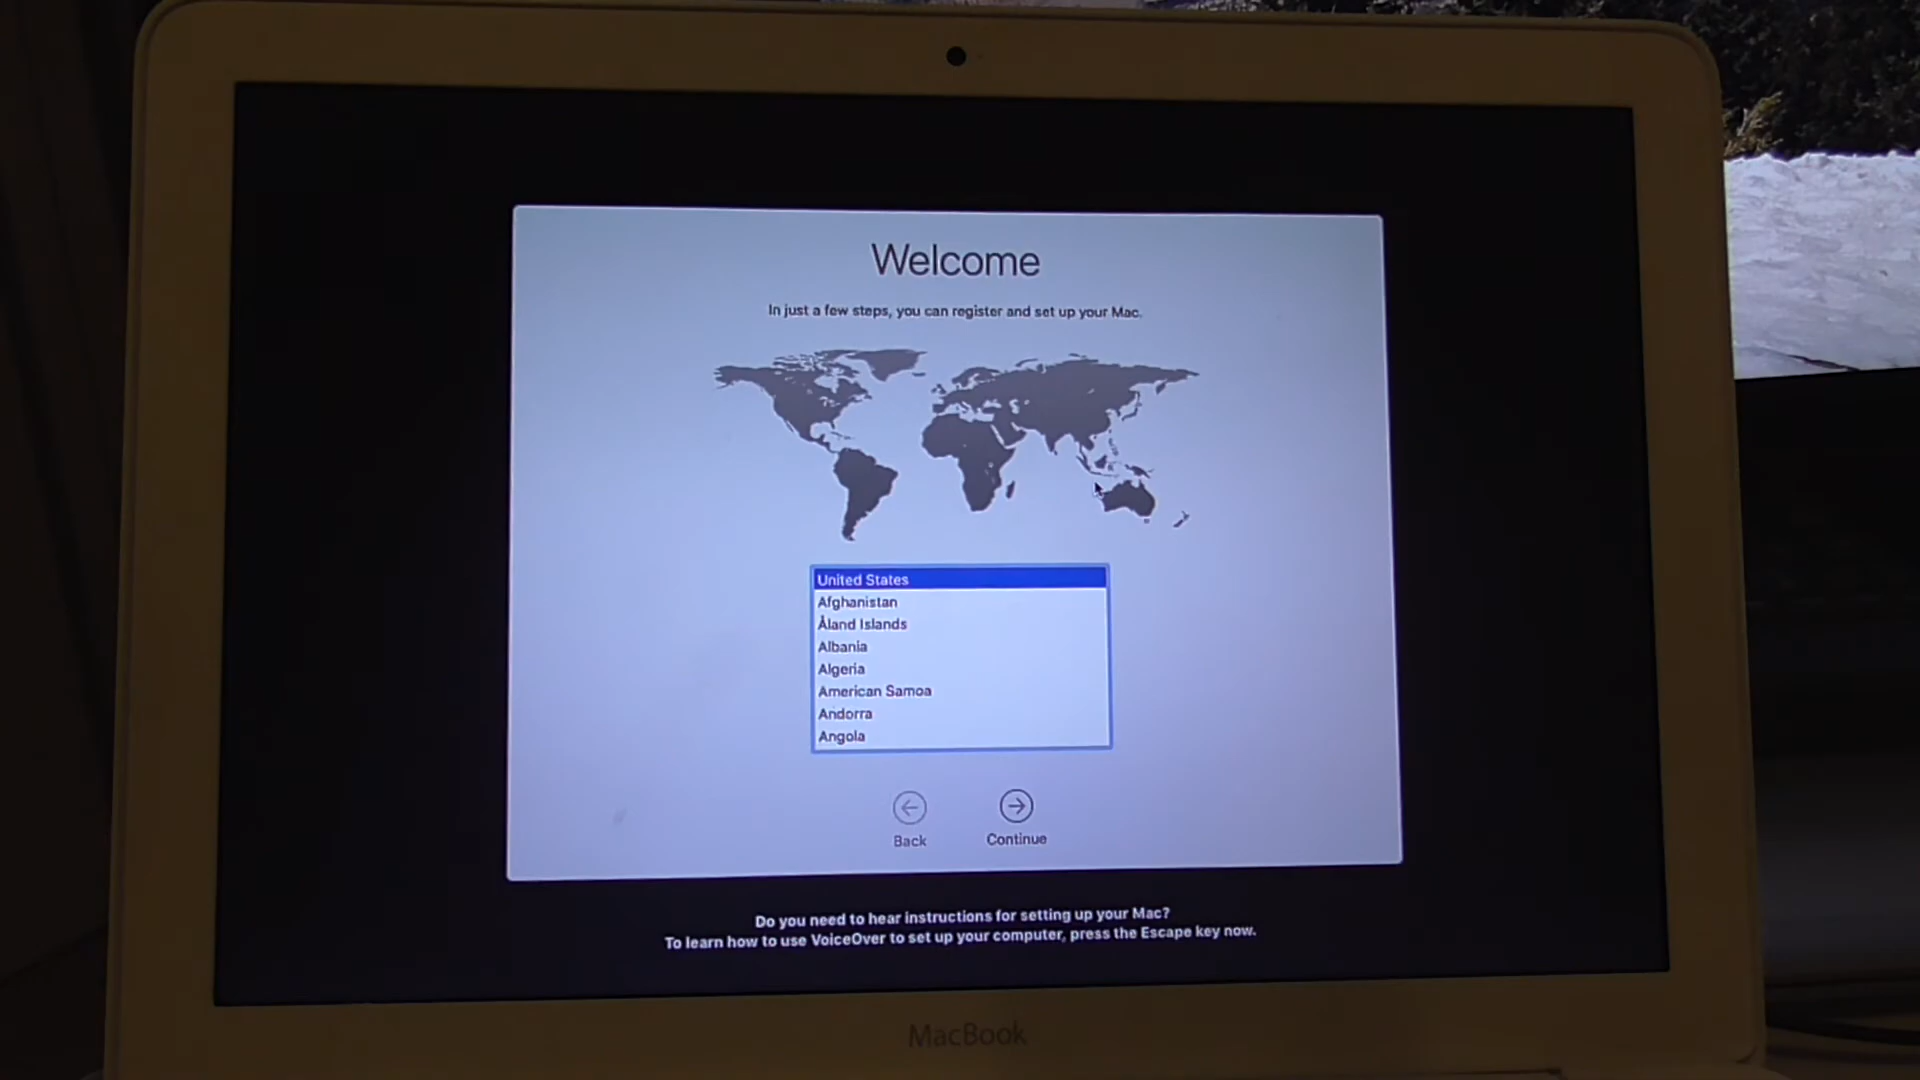 Welcome
In just a few steps, you can register and set up your Mac.
United States
Afghanistan
Åland Islands
Albania
Algeria
American Samoa
Andorra
Angola
Back
Continue
Do you need to hear instructions for setting up your Mac?
To learn how to use VoiceOver to set up your computer, press the Escape key now.
MacBook